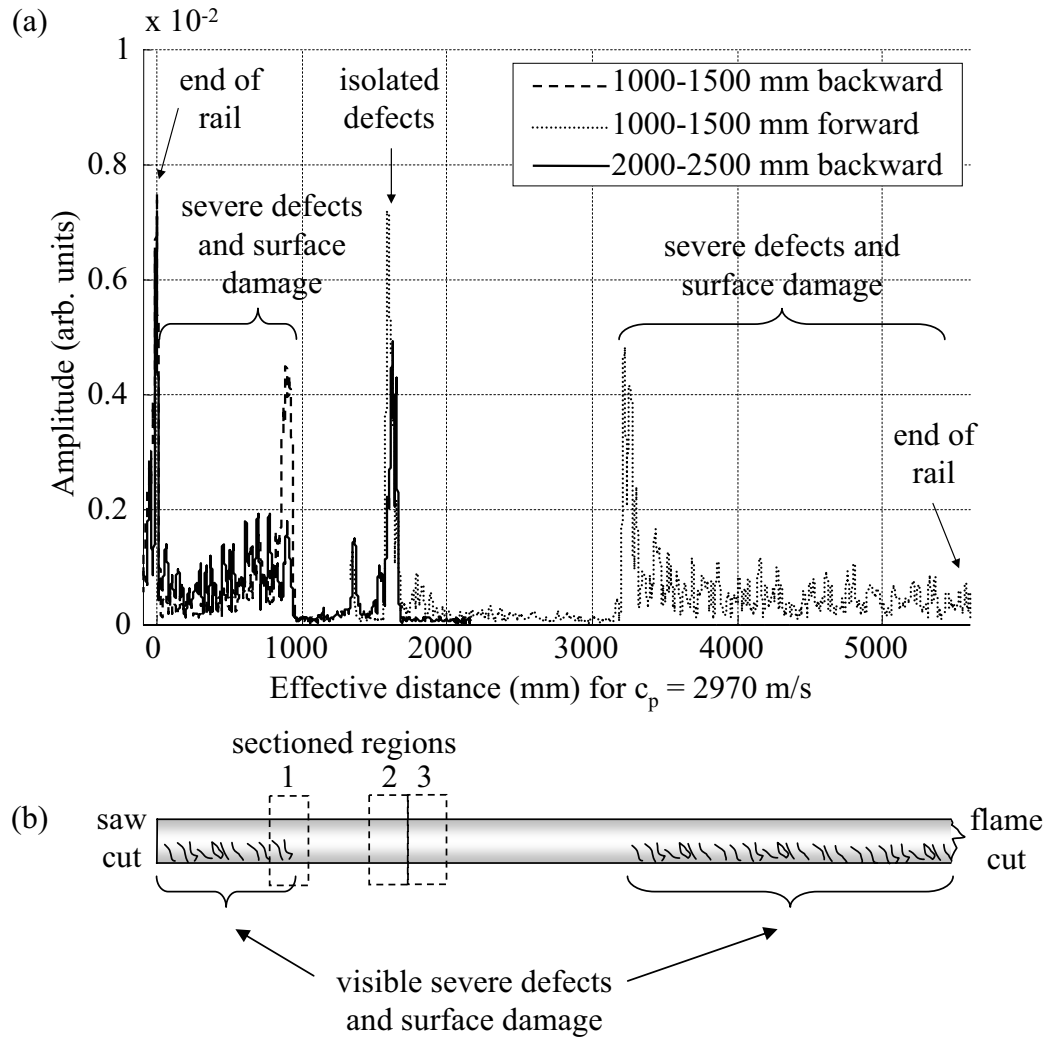 (a)
x 10-2
1
0.8
0.6
0.4
0.2
0
Amplitude (arb. units)
end of
rail
isolated
defects
1000-1500 mm backward
1000-1500 mm forward
2000-2500 mm backward
severe defects
and surface
damage
severe defects and
surface damage
end of
rail
0
1000
2000
3000
4000
5000
Effective distance (mm) for cp = 2970 m/s
sectioned regions
1
2
3
(b)
saw
cut
flame
cut
visible severe defects
and surface damage